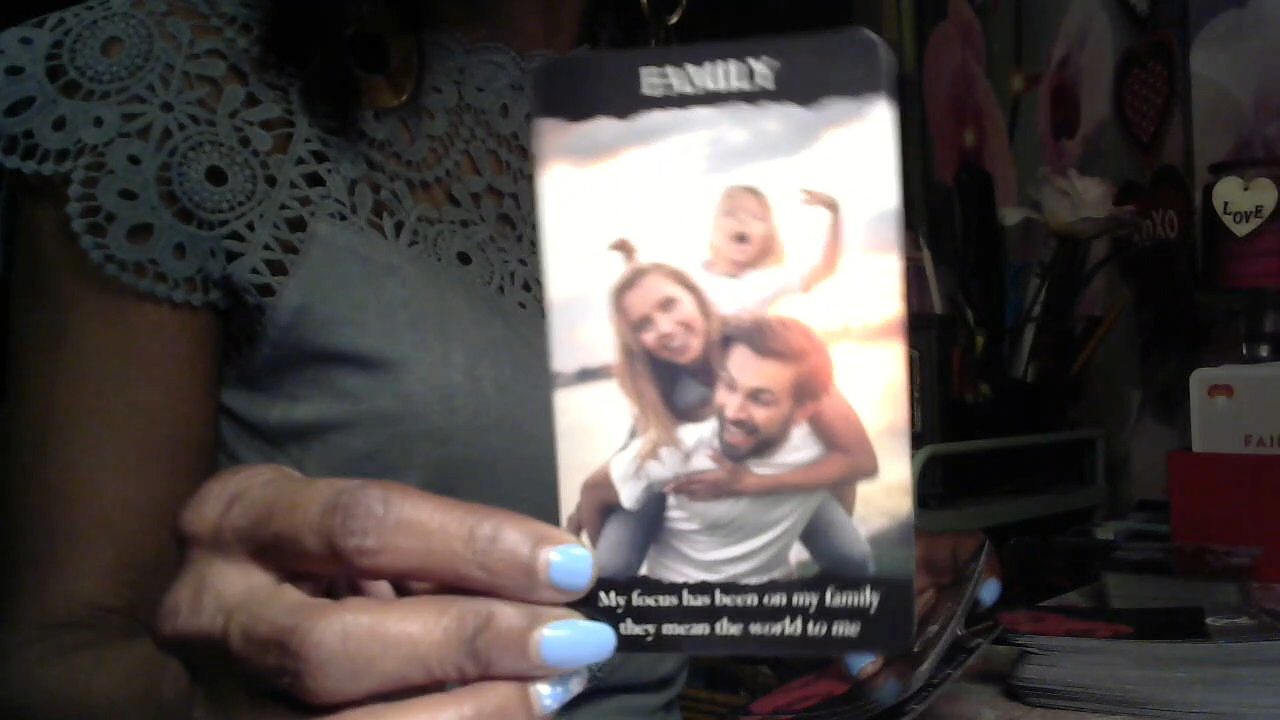 FAMILY
My focus has been on my family
they mean the world to me
LOVE
XOXO